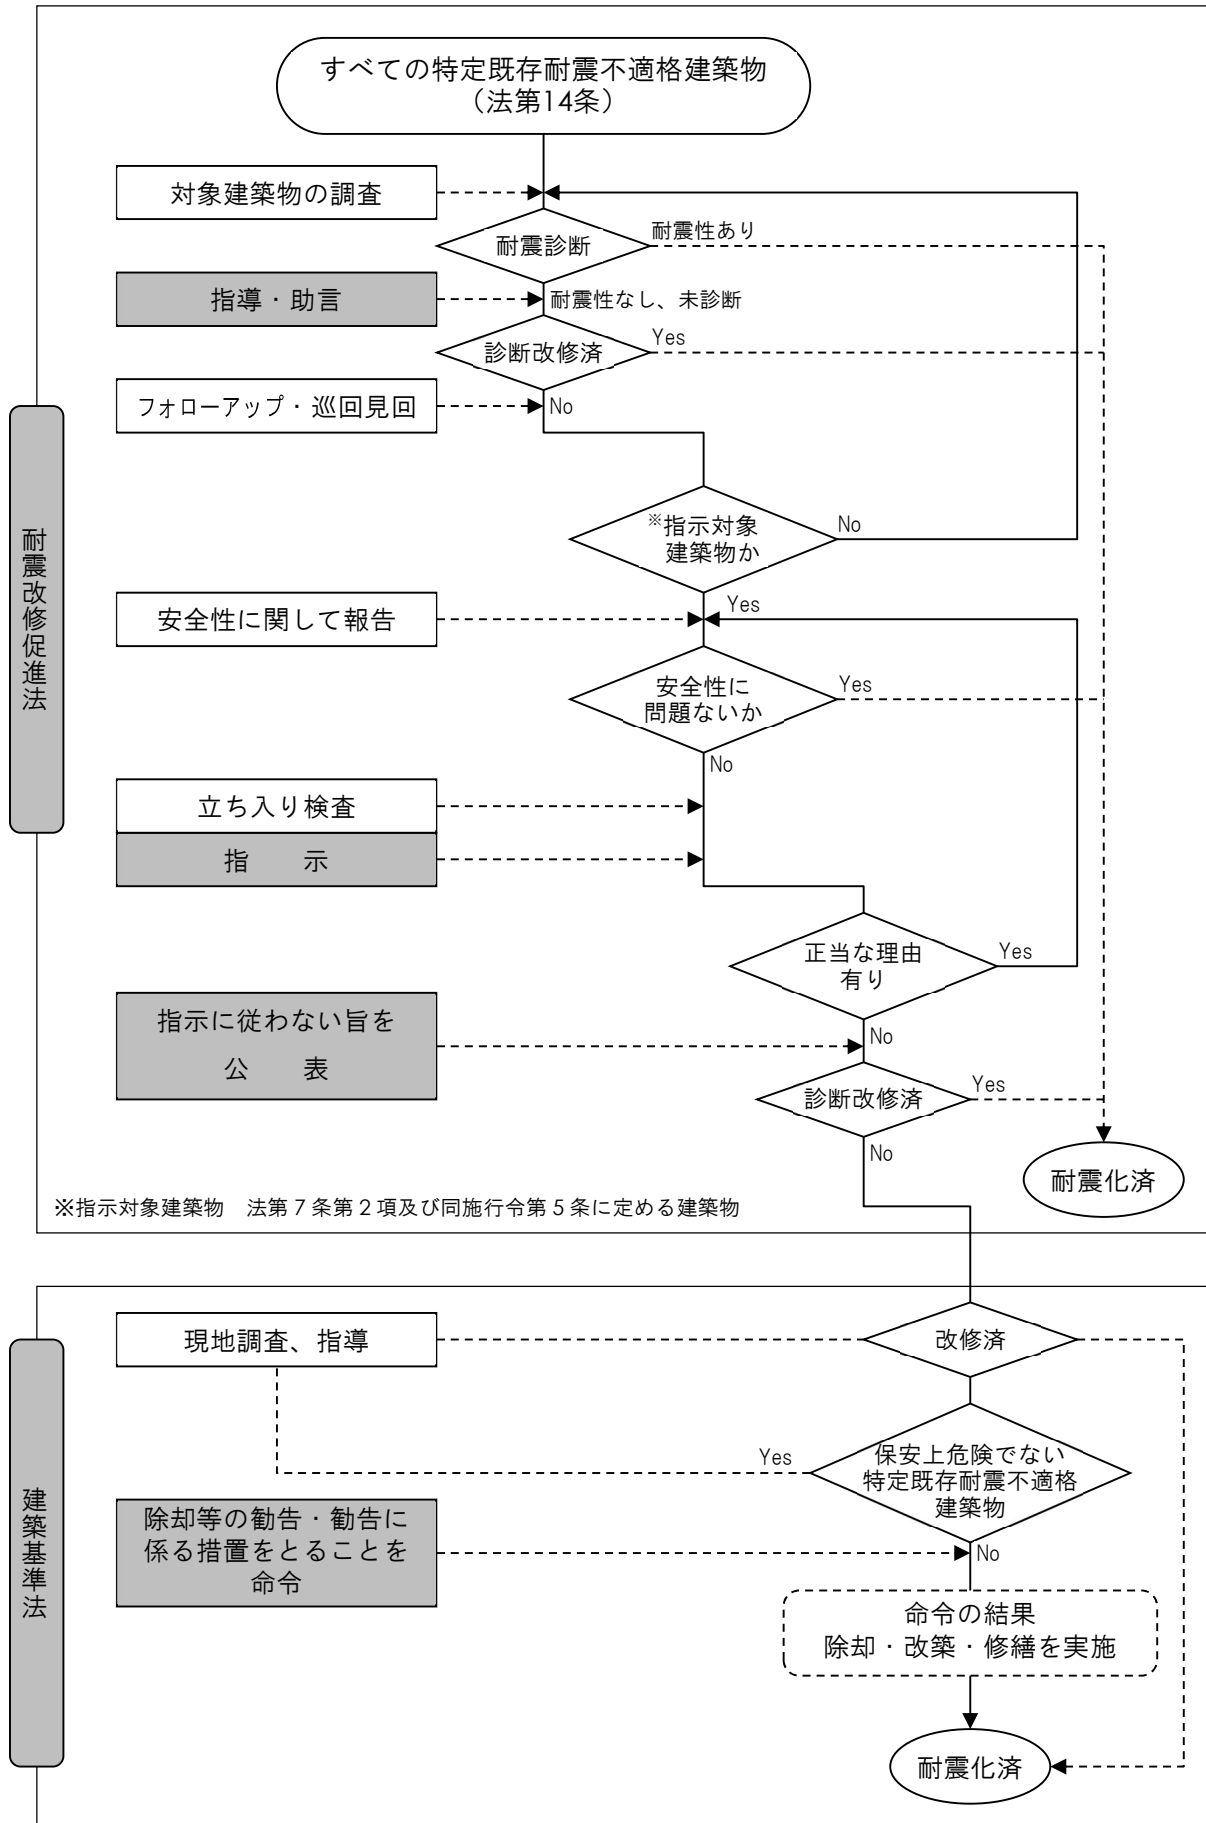 すべての特定既存耐震不適格建築物
（法第14条）
対象建築物の調査
耐震診断
耐震性あり
指導・助言
耐震性なし、未診断
診断改修済
Yes
フォローアップ・巡回見回
No
※指示対象
建築物か
No
耐震改修促進法
安全性に関して報告
Yes
安全性に
問題ないか
Yes
No
立ち入り検査
指　　示
正当な理由
有り
Yes
指示に従わない旨を
公　　表
No
診断改修済
Yes
No
耐震化済
※指示対象建築物　法第７条第２項及び同施行令第５条に定める建築物
現地調査、指導
改修済
建築基準法
Yes
保安上危険でない
特定既存耐震不適格
建築物
除却等の勧告・勧告に
係る措置をとることを
命令
No
命令の結果
除却・改築・修繕を実施
耐震化済